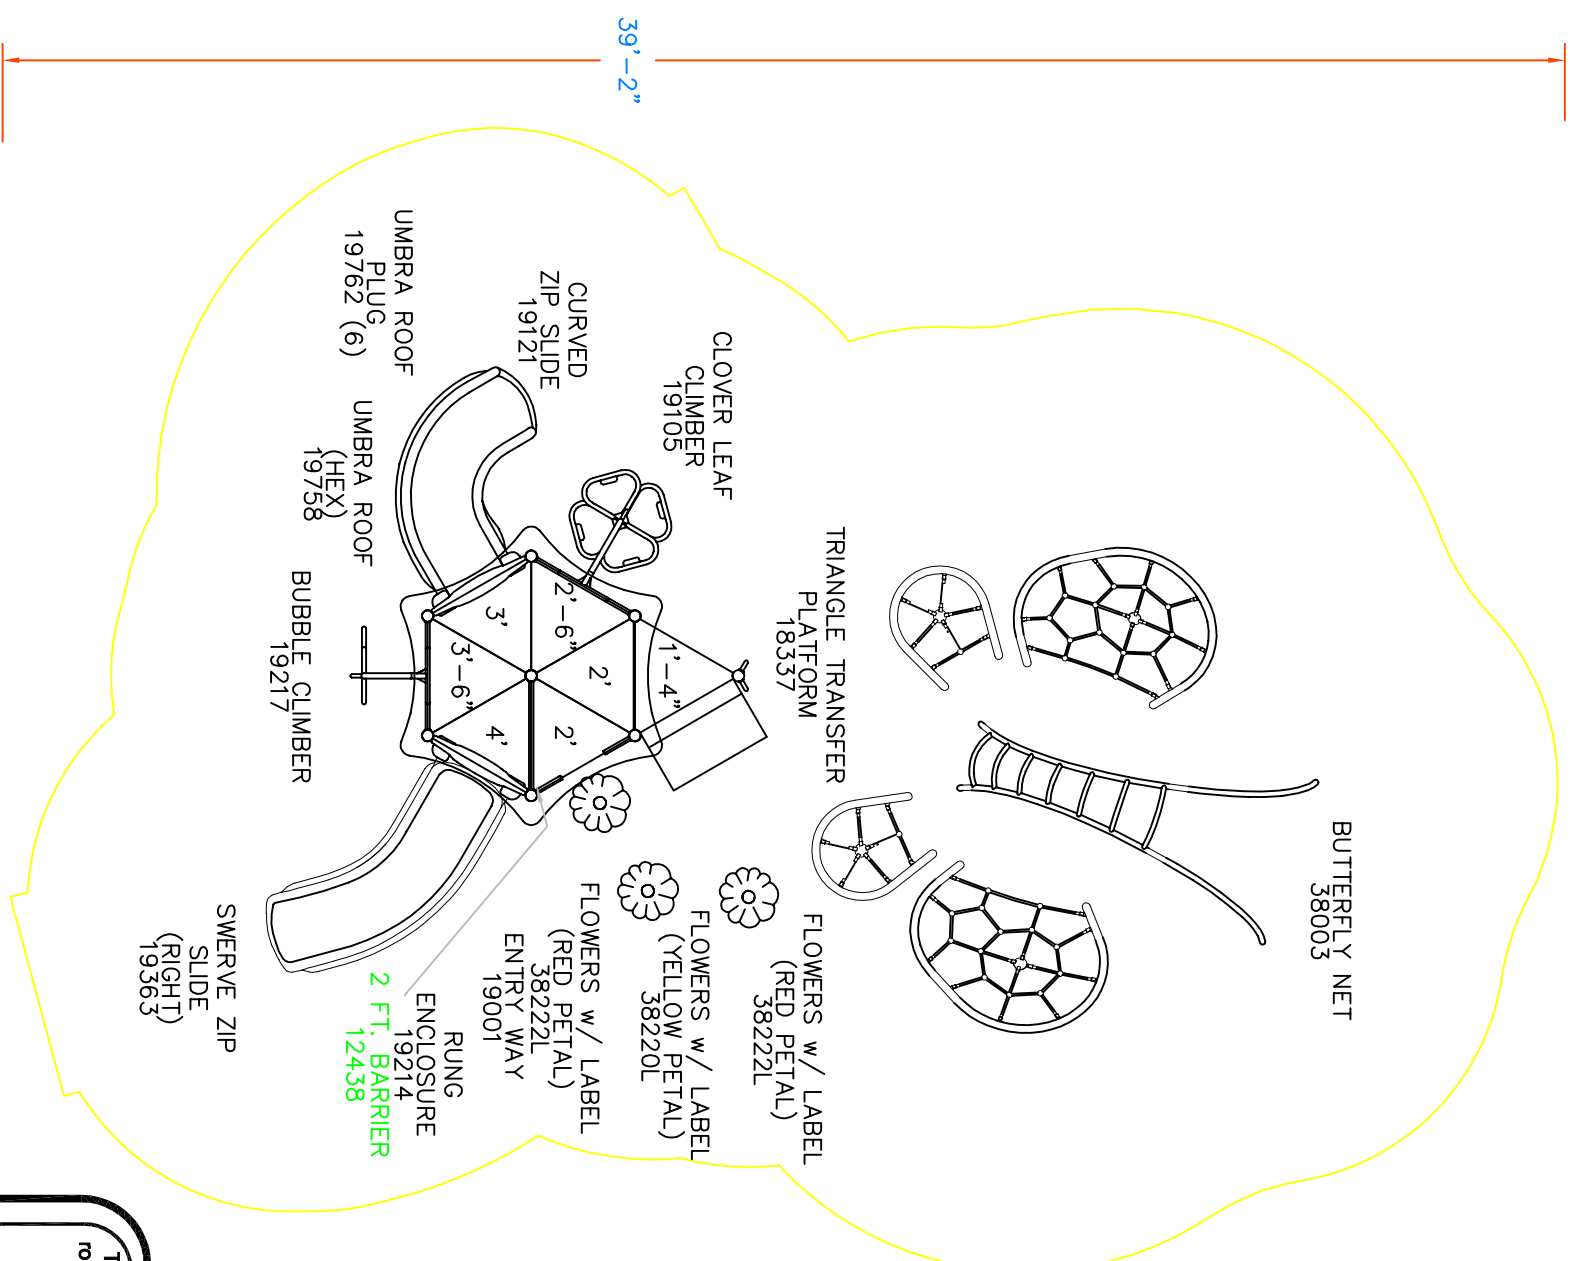 39'-2"
BUTTERFLY NET
38003
TRIANGLE TRANSFER
PLATFORM
18337
FLOWERS w/ LABEL
(RED PETAL)
38222L
CLOVER LEAF
CLIMBER
19105
FLOWERS w/ LABEL
(YELLOW PETAL)
38220L
1'-4"
CURVED
ZIP SLIDE
19121
2'-6"
2'
2'
3'
3'-6"
4'
FLOWERS w/ LABEL
(RED PETAL)
38222L
ENTRY WAY
19001
UMBRA ROOF
PLUG
19762 (6)
UMBRA ROOF
(HEX)
19758
RUNG
ENCLOSURE
19214
2 FT. BARRIER
12438
BUBBLE CLIMBER
19217
SWERVE ZIP
SLIDE
(RIGHT)
19363
T
ro